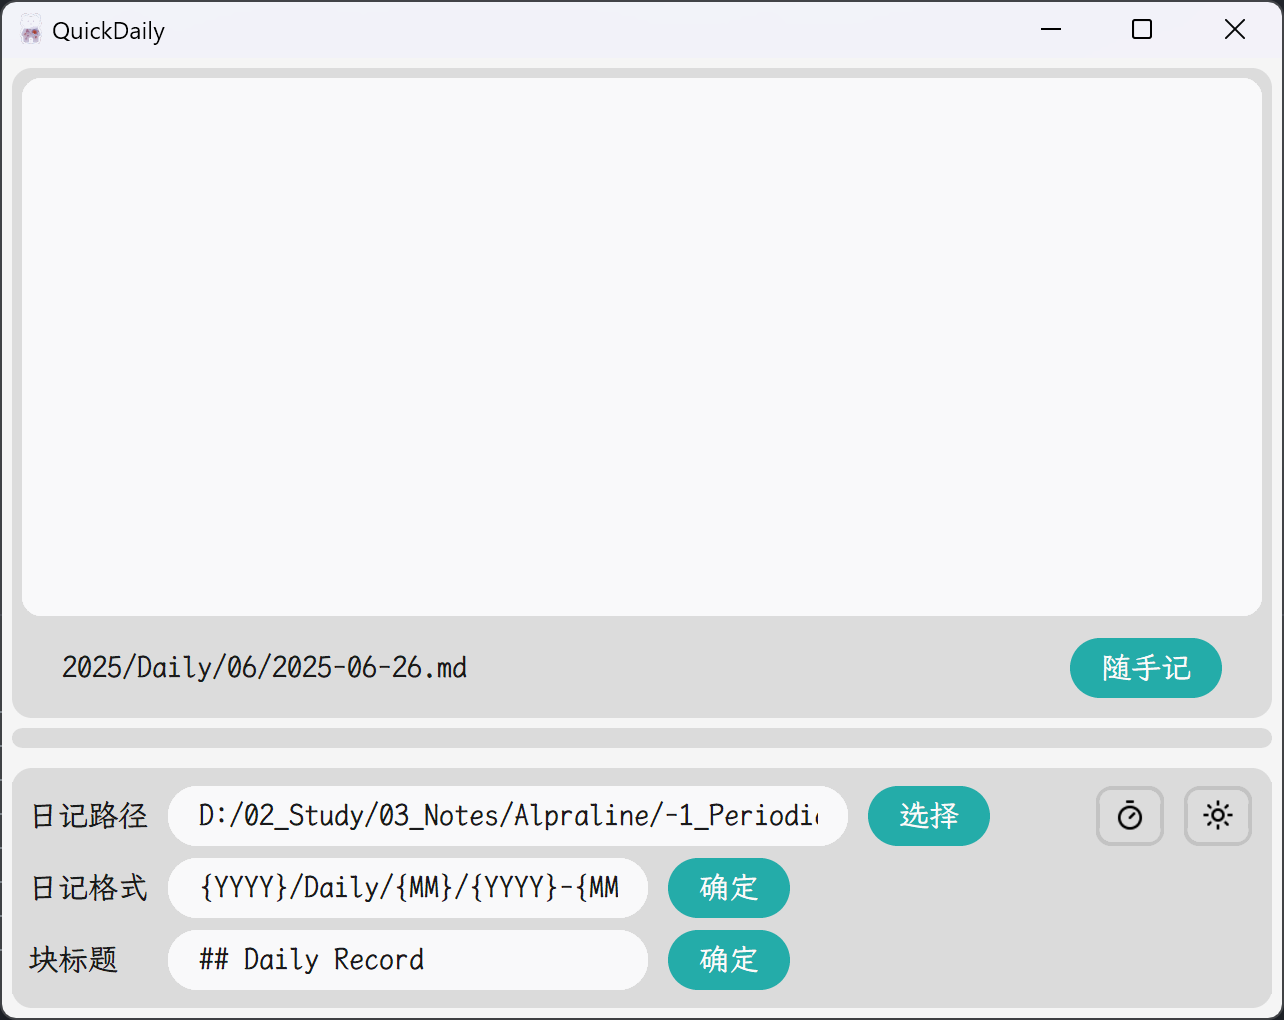 QuickDaily
2025/Daily/06/2025-06-26.md
随手记
日记路径
D:/02_Study/03_Notes/Alpraline/-1_Periodic
选择
日记格式
{YYYY}/Daily/{MM}/{YYYY}-{MM
确定
块标题
## Daily Record
确定